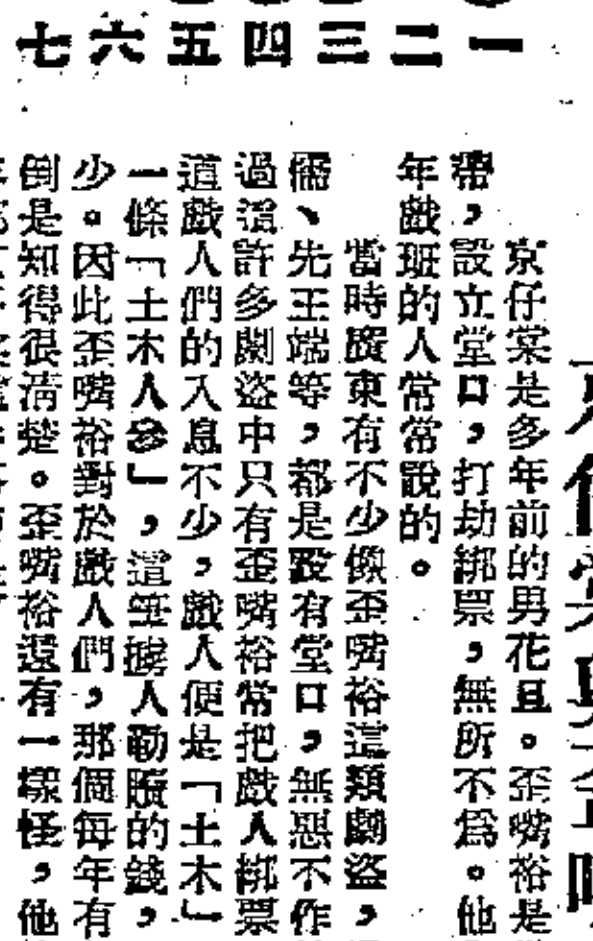 一二三四五六七
京仔棠是多年前的男花旦。歪嘴裕是
帶，設立堂口，打劫綁票，無所不爲。他
年戲班的人常常說的。
當時廣東有不少像歪嘴裕這類劇盜，
儒、先王端等，都是設有堂口，無惡不作
過這許多劇盜中只有歪嘴裕常把戲人綁票
道戲人們的入息不少，戲人便是「土木」
一條「土木人參」，這筆擄人勒贖的錢，
少。因此歪嘴裕對於戲人們，那個每年有
倒是知得很清楚。歪嘴裕還有一樣怪，他